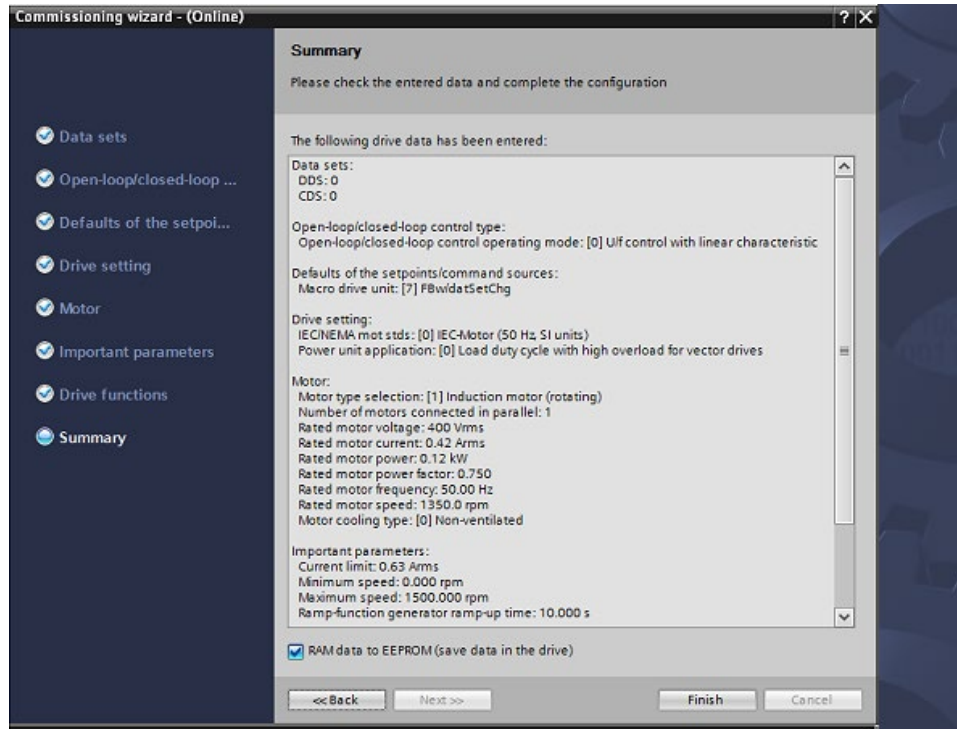 Commissioning wizard - (Online)
? X
Summary
Please check the entered data and complete the configuration
Data sets
Open-loop/closed-loop ...
Defaults of the setpoi...
Drive setting
Motor
Important parameters
Drive functions
Summary
The following drive data has been entered:
Data sets:
DDS: 0
CDS: 0
Open-loop/closed-loop control type:
Open-loop/closed-loop control operating mode: [0] U/f control with linear characteristic
Defaults of the setpoints/command sources:
Macro drive unit: [7] FBw/datSetChg
Drive setting:
IEC/NEMA mot stds: [0] IEC-Motor (50 Hz, SI units)
Power unit application: [0] Load duty cycle with high overload for vector drives
Motor:
Motor type selection: [1] Induction motor (rotating)
Number of motors connected in parallel: 1
Rated motor voltage: 400 Vrms
Rated motor current: 0.42 Arms
Rated motor power: 0.12 kW
Rated motor power factor: 0.750
Rated motor frequency: 50.00 Hz
Rated motor speed: 1350.0 rpm
Motor cooling type: [0] Non-ventilated
Important parameters:
Current limit: 0.63 Arms
Minimum speed: 0.000 rpm
Maximum speed: 1500.000 rpm
Ramp-function generator ramp-up time: 10.000 s
RAM data to EEPROM (save data in the drive)
<<Back
Next >>
Finish
Cancel